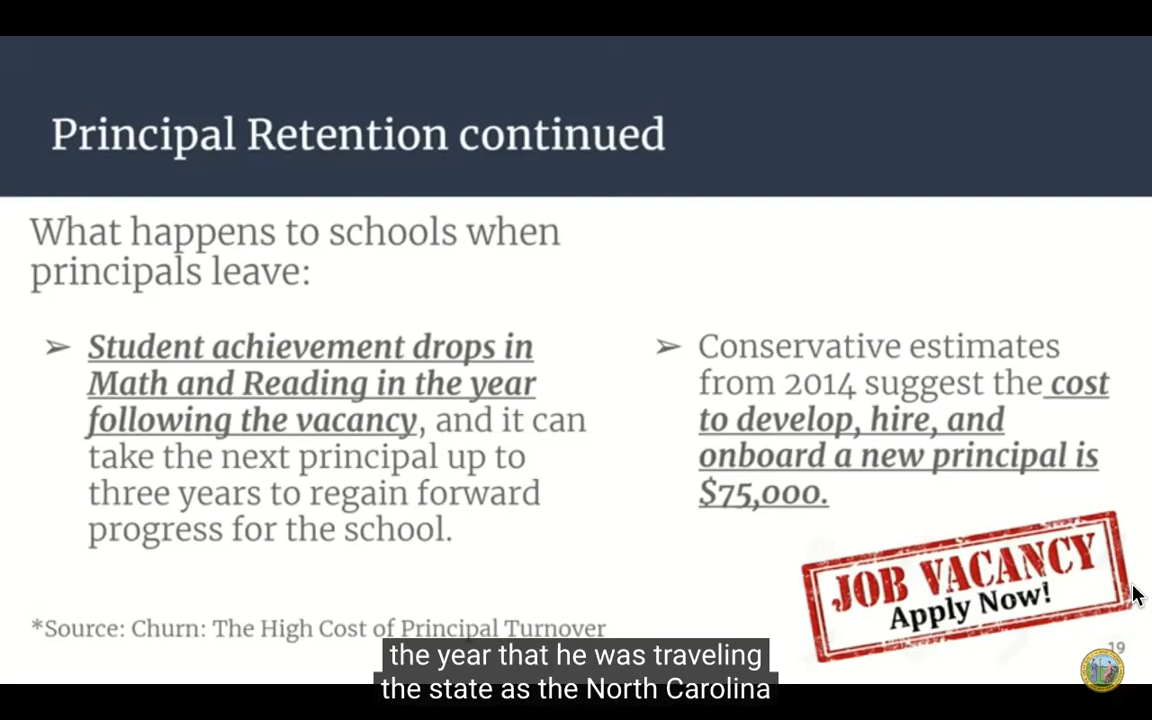 Principal Retention continued
What happens to schools when
principals leave:
➢ Student achievement drops in
Math and Reading in the year
following the vacancy, and it can
take the next principal up to
three years to regain forward
progress for the school.
➢ Conservative estimates
from 2014 suggest the cost
to develop, hire, and
onboard a new principal is
$75,000.
JOB VACANCY
Apply Now!
*Source: Churn: The High Cost of Principal Turnover
19
the year that he was traveling
the state as the North Carolina